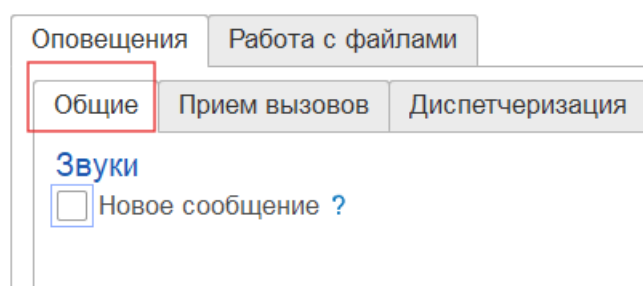 Оповещения Работа с файлами
Общие Прием вызовов Диспетчеризация
Звуки
Новое сообщение ?